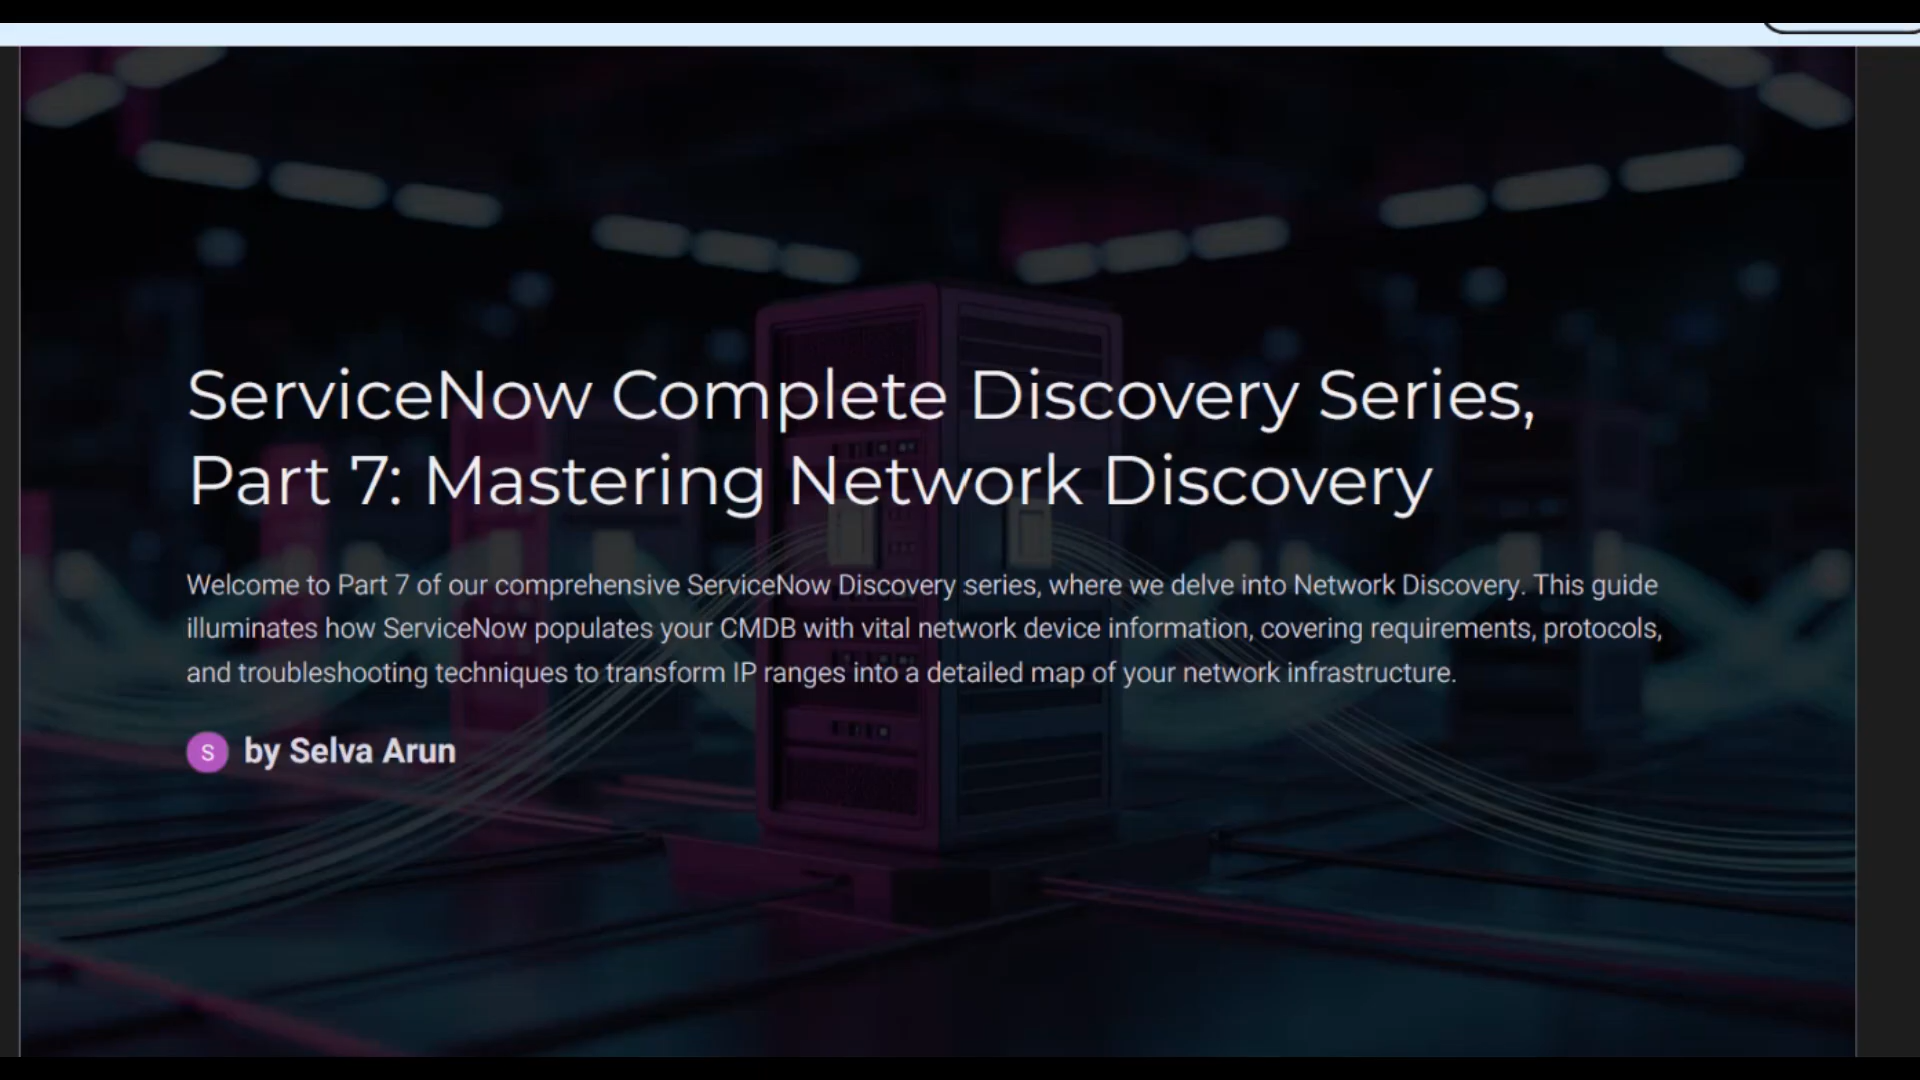 ServiceNow Complete Discovery Series,
Part 7: Mastering Network Discovery
Welcome to Part 7 of our comprehensive ServiceNow Discovery series, where we delve into Network Discovery. This guide
illuminates how ServiceNow populates your CMDB with vital network device information, covering requirements, protocols,
and troubleshooting techniques to transform IP ranges into a detailed map of your network infrastructure.
S by Selva Arun